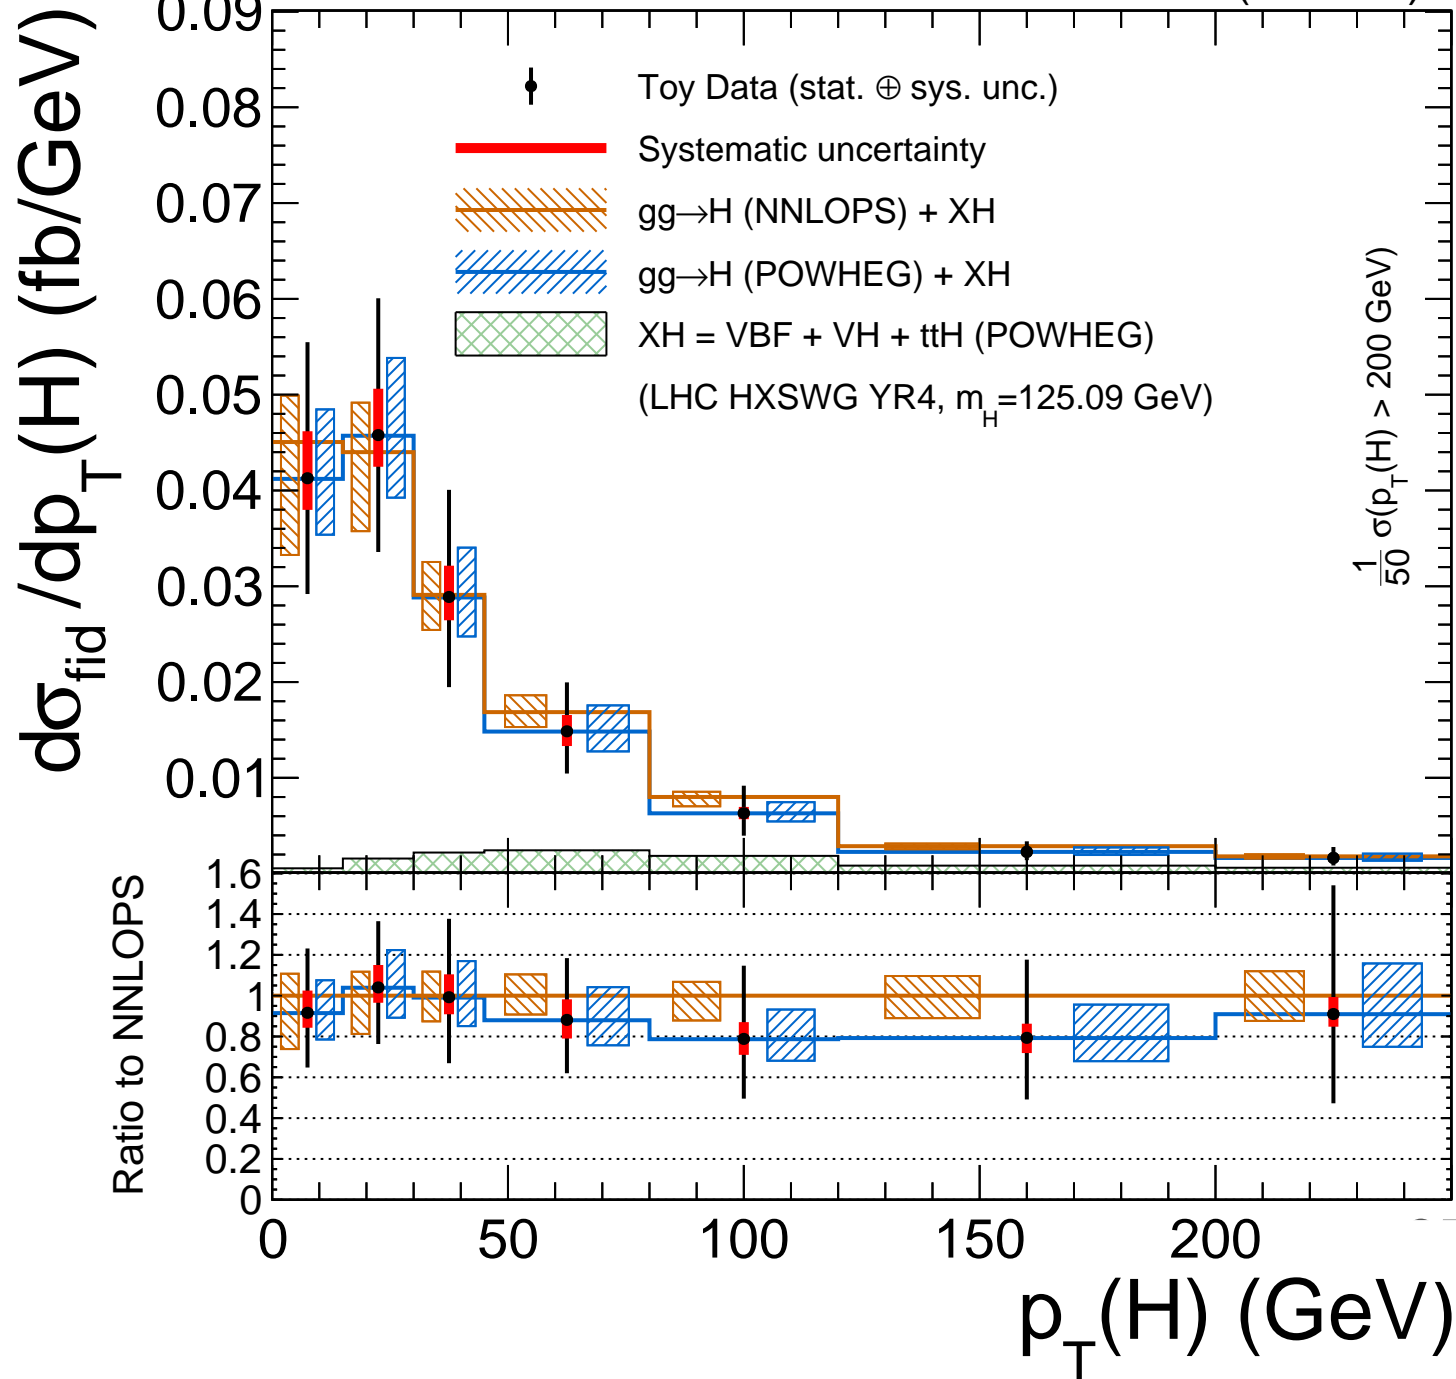 0.09
0.08
0.07
0.06
0.05
0.04
0.03
0.02
0.01
dσfid/dpT(H) (fb/GeV)
Toy Data (stat. ⊕ sys. unc.)
Systematic uncertainty
gg→H (NNLOPS) + XH
gg→H (POWHEG) + XH
XH = VBF + VH + ttH (POWHEG)
(LHC HXSWG YR4, mH=125.09 GeV)
1/50 σ(pT(H) > 200 GeV)
1.6
1.4
1.2
1
0.8
0.6
0.4
0.2
0
Ratio to NNLOPS
0 50 100 150 200
pT(H) (GeV)